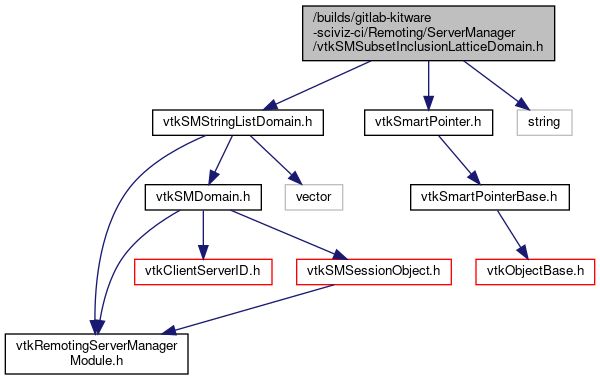 /builds/gitlab-kitware
-sciviz-ci/Remoting/ServerManager
/vtkSMSubsetInclusionLatticeDomain.h
vtkSMStringListDomain.h
vtkSmartPointer.h
string
vtkSMDomain.h
vector
vtkSmartPointerBase.h
vtkClientServerID.h
vtkSMSessionObject.h
vtkObjectBase.h
vtkRemotingServerManager
Module.h